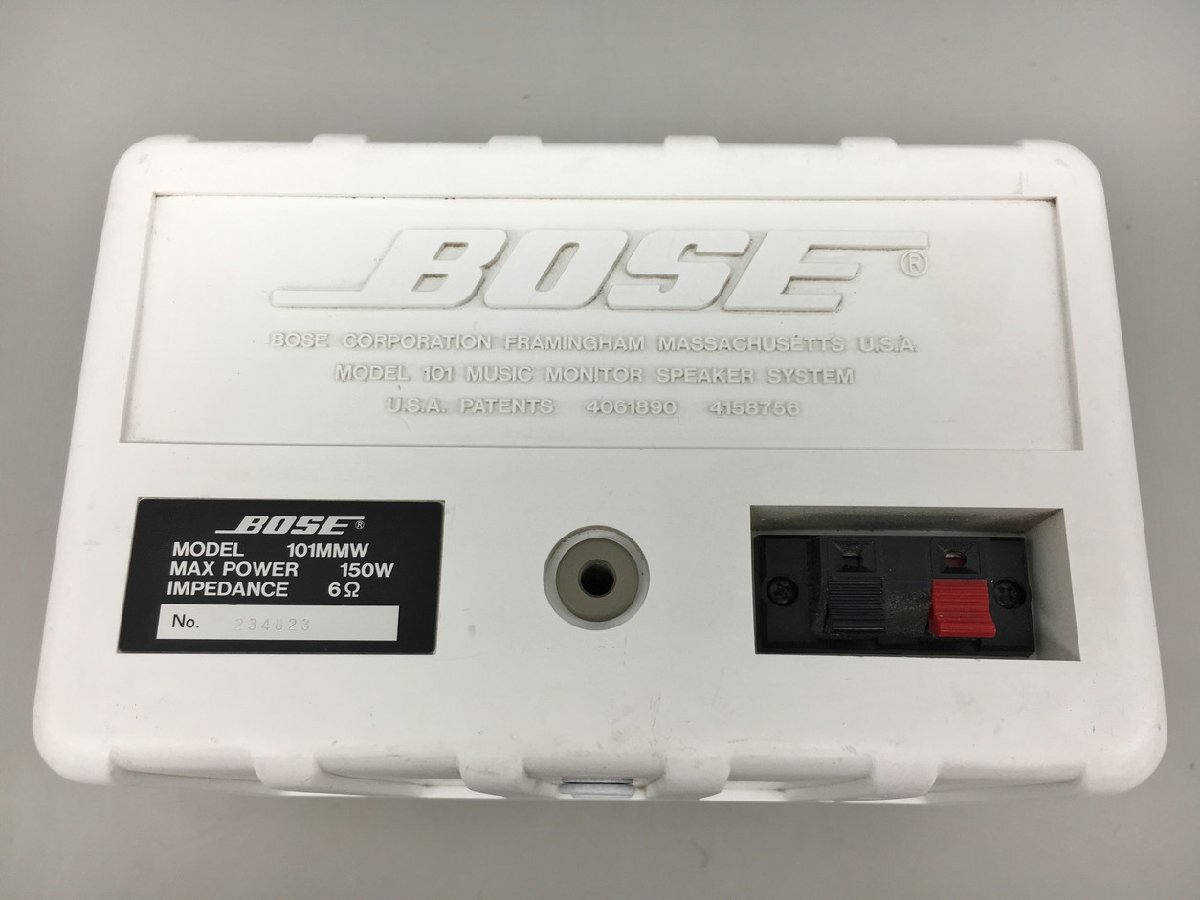 BOSE®
BOSE CORPORATION FRAMINGHAM MASSACHUSETTS U.S.A.
MODEL 101 MUSIC MONITOR SPEAKER SYSTEM
U.S.A. PATENTS 4061890 4158756
BOSE®
MODEL 101MMW
MAX POWER 150W
IMPEDANCE 6Ω
No.